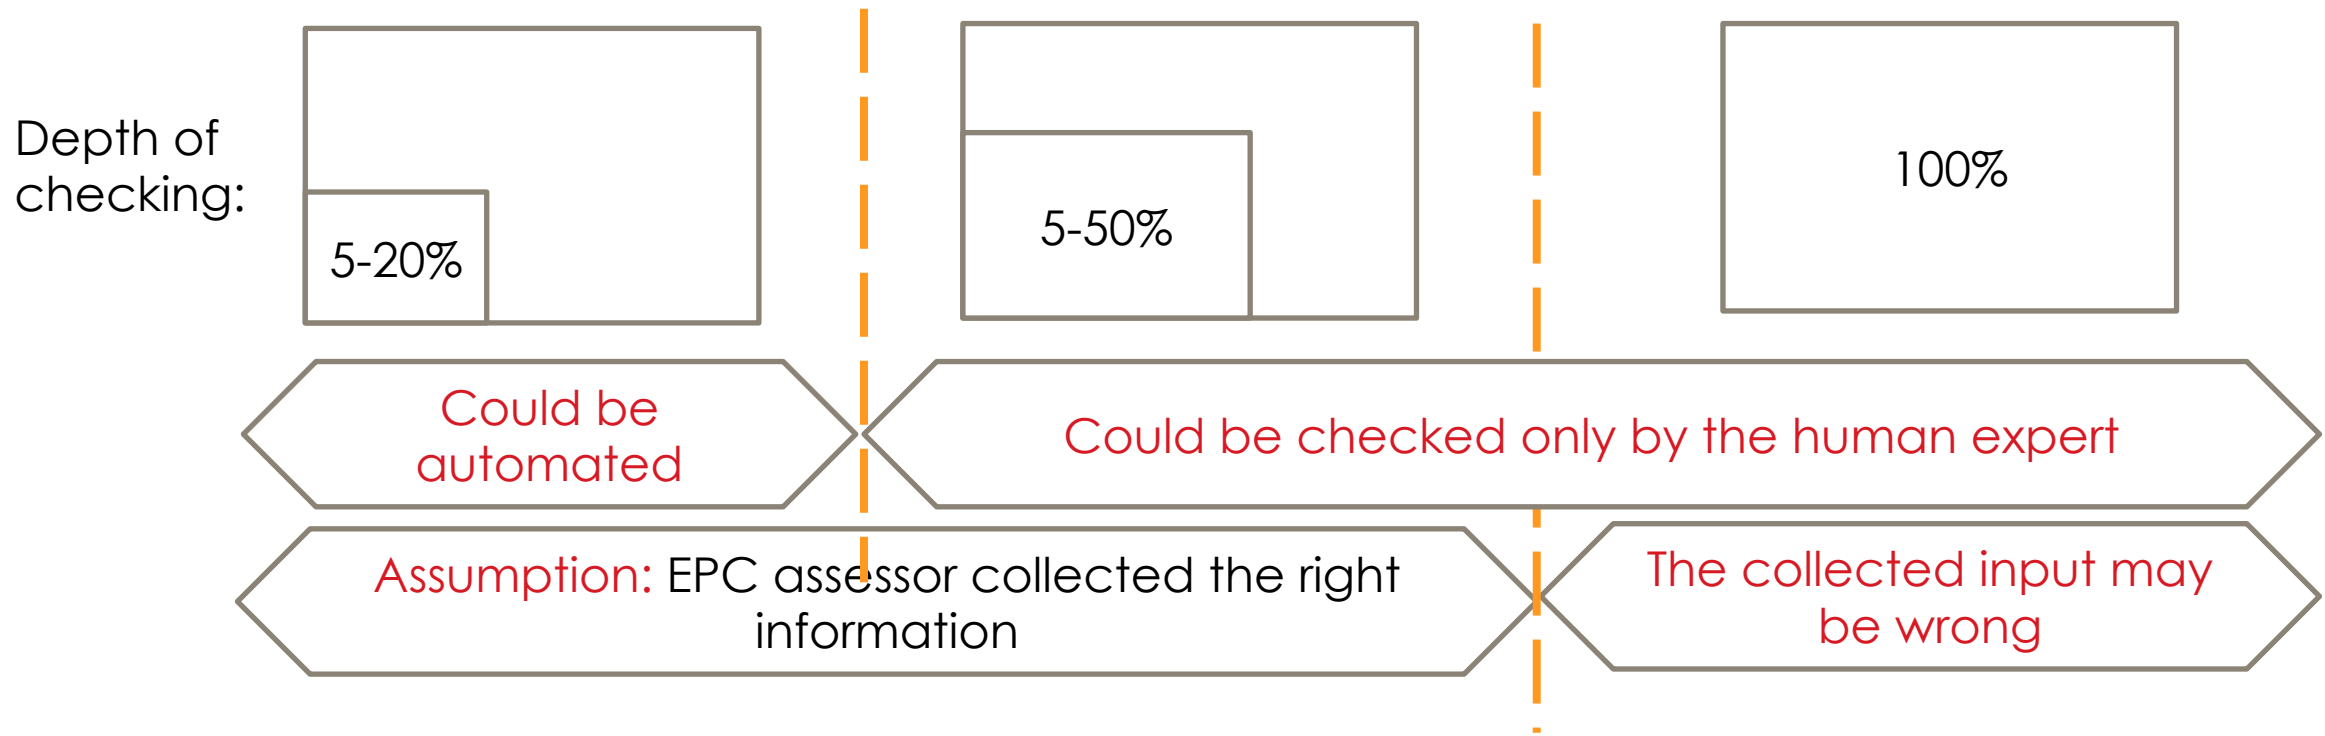 Depth of
checking:
5-20%
5-50%
100%
Could be
automated
Could be checked only by the human expert
Assumption: EPC assessor collected the right
information
The collected input may
be wrong